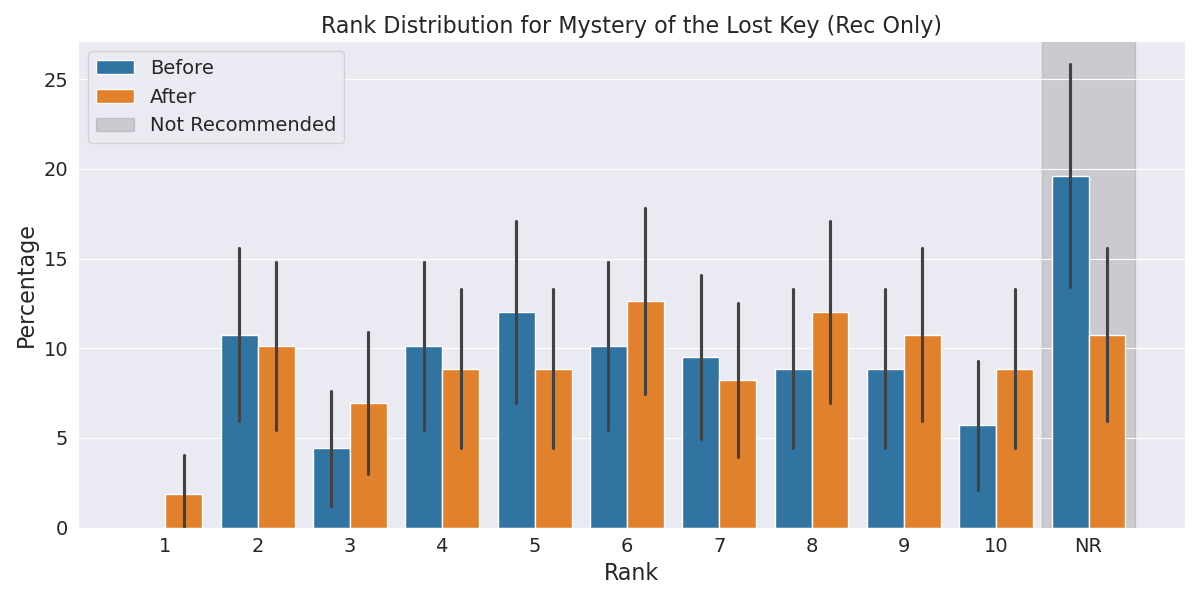 Rank Distribution for Mystery of the Lost Key (Rec Only)
Before
After
Not Recommended
Percentage
25
20
15
10
5
0
1 2 3 4 5 6 7 8 9 10 NR
Rank